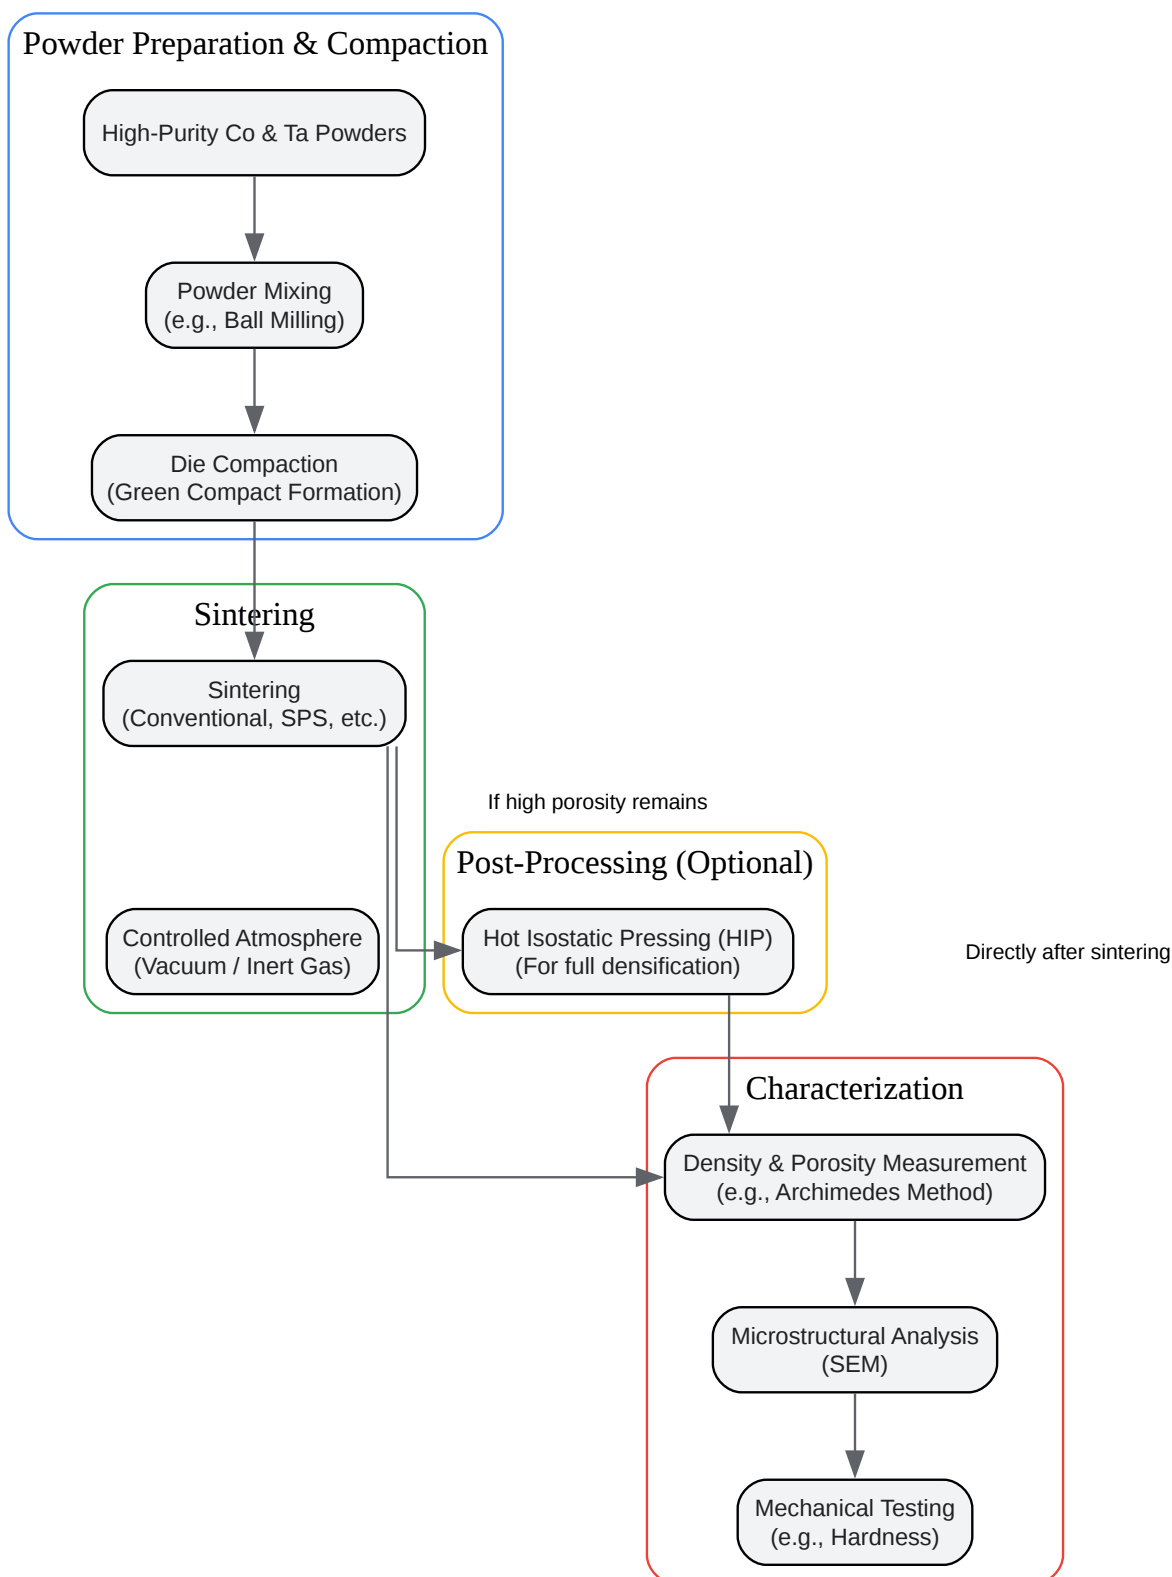 Powder Preparation & Compaction
High-Purity Co & Ta Powders
Powder Mixing
(e.g., Ball Milling)
Die Compaction
(Green Compact Formation)
Sintering
Sintering
(Conventional, SPS, etc.)
If high porosity remains
Post-Processing (Optional)
Controlled Atmosphere
(Vacuum / Inert Gas)
Hot Isostatic Pressing (HIP)
(For full densification)
Directly after sintering
Characterization
Density & Porosity Measurement
(e.g., Archimedes Method)
Microstructural Analysis
(SEM)
Mechanical Testing
(e.g., Hardness)